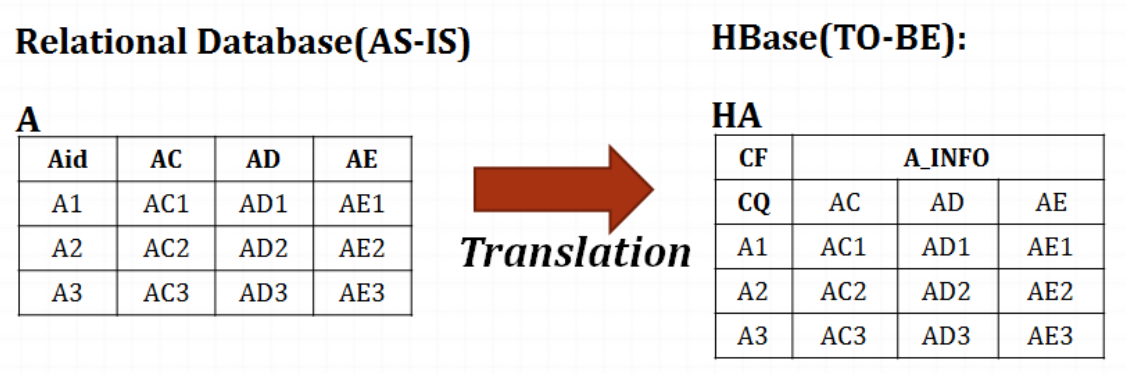 Relational Database(AS-IS)
HBase(TO-BE):
A
Aid AC AD AE
A1 AC1 AD1 AE1
A2 AC2 AD2 AE2
A3 AC3 AD3 AE3
Translation
HA
CF A_INFO
CQ AC AD AE
A1 AC1 AD1 AE1
A2 AC2 AD2 AE2
A3 AC3 AD3 AE3